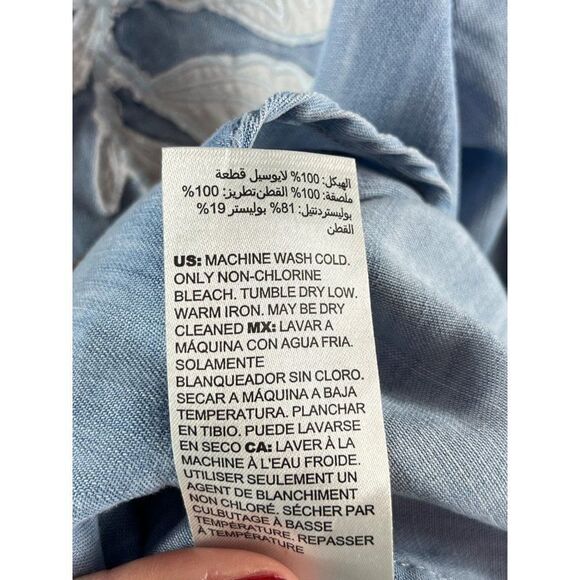 الهيكل: 100% لايوسيل قطعة
ملصقة: 100% القطن تطريز: 100%
بوليستردنتيل: 81% بوليستر 19%
القطن
US: MACHINE WASH COLD.
ONLY NON-CHLORINE
BLEACH. TUMBLE DRY LOW.
WARM IRON. MAY BE DRY
CLEANED MX: LAVAR A
MÁQUINA CON AGUA FRIA.
SOLAMENTE
BLANQUEADOR SIN CLORO.
SECAR A MÁQUINA A BAJA
TEMPERATURA. PLANCHAR
EN TIBIO. PUEDE LAVARSE
EN SECO CA: LAVER À LA
MACHINE À L'EAU FROIDE.
UTILISER SEULEMENT UN
AGENT DE BLANCHIMENT
NON CHLORÉ. SÉCHER PAR
CULBUTAGE À BASSE
TEMPÉRATURE. REPASSER
À TEMPÉRATURE